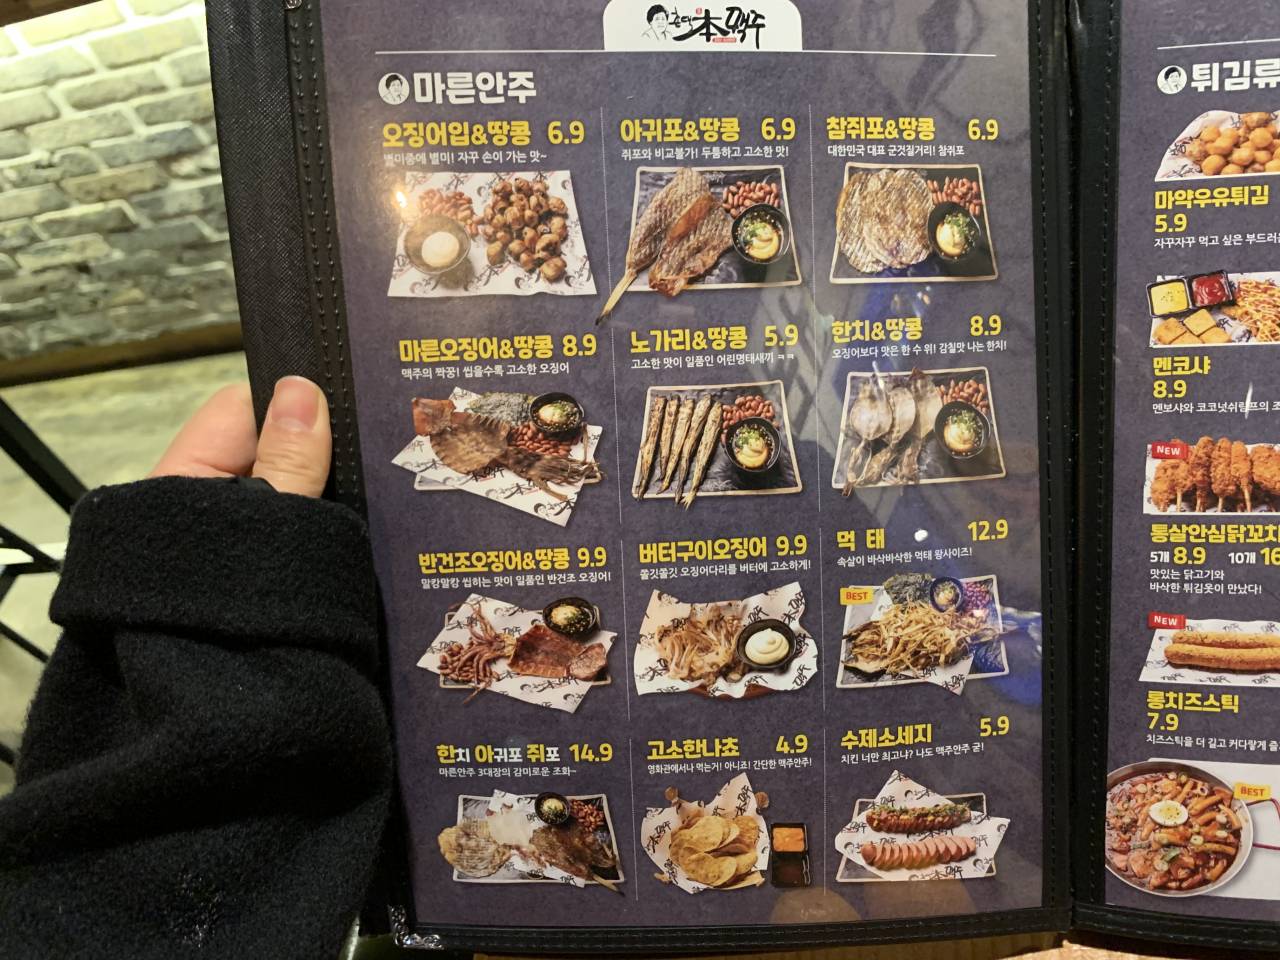 춘택 本 맥주
마른안주
오징어입&땅콩 6.9
별미중에 별미! 자꾸 손이 가는 맛~
아귀포&땅콩 6.9
쥐포와 비교불가! 두툼하고 고소한 맛!
참쥐포&땅콩 6.9
대한민국 대표 군것질거리! 참쥐포
마른오징어&땅콩 8.9
맥주의 짝꿍! 씹을수록 고소한 오징어
노가리&땅콩 5.9
고소한 맛이 일품인 어린명태새끼 ㅋㅋ
한치&땅콩 8.9
오징어보다 맛은 한 수 위! 감칠맛 나는 한치!
반건조오징어&땅콩 9.9
말캉말캉 씹히는 맛이 일품인 반건조 오징어!
버터구이오징어 9.9
쫄깃쫄깃 오징어다리를 버터에 고소하게!
먹 태 12.9
속살이 바삭바삭한 먹태 왕사이즈!
BEST
한치 아귀포 쥐포 14.9
마른안주 3대장의 감미로운 조화~
고소한나쵸 4.9
영화관에서나 먹는거! 아니죠! 간단한 맥주안주!
수제소세지 5.9
치킨 너만 최고냐? 나도 맥주안주 굳!
튀김류
마약우유튀김
5.9
자꾸자꾸 먹고 싶은 부드러운
멘코샤
8.9
멘보샤와 코코넛쉬림프의 조
NEW
통살안심닭꼬치
5개 8.9 10개 16
맛있는 닭고기와
바삭한 튀김옷이 만났다!
NEW
롱치즈스틱
7.9
치즈스틱을 더 길고 커다랗게 즐
BEST